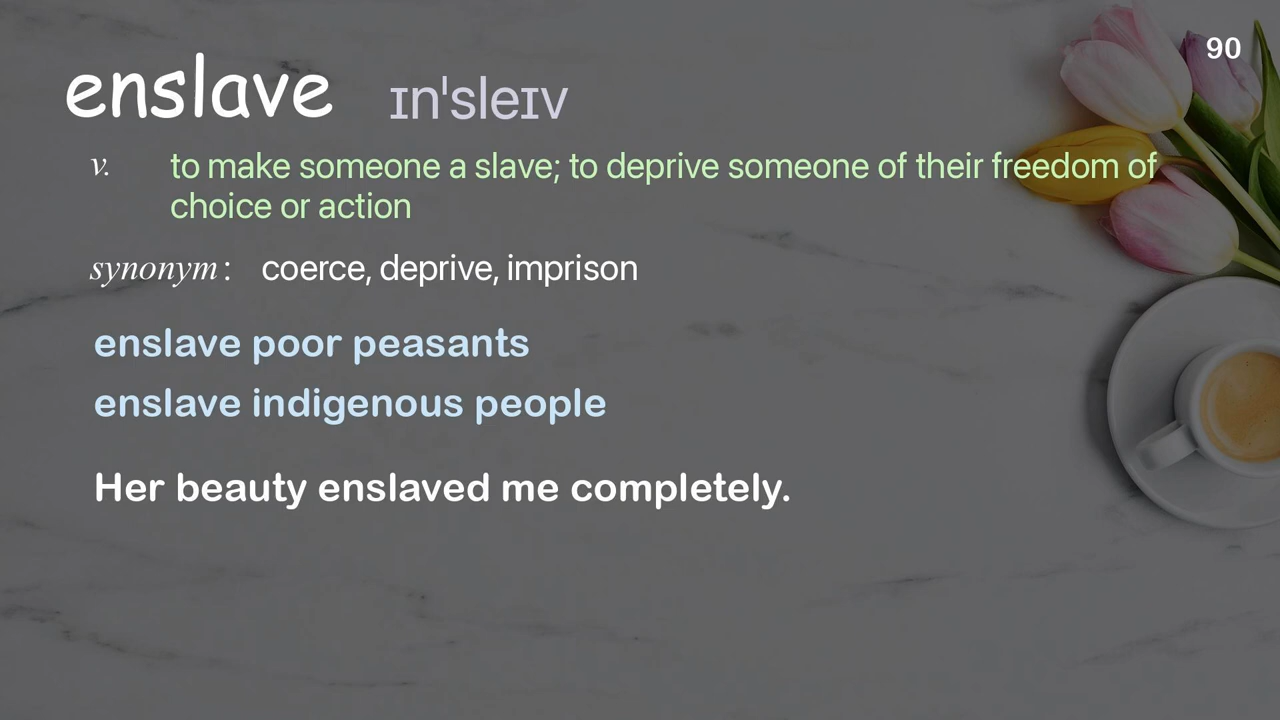 90
enslave ɪn'sleɪv
v. to make someone a slave; to deprive someone of their freedom of
choice or action
synonym : coerce, deprive, imprison
enslave poor peasants
enslave indigenous people
Her beauty enslaved me completely.